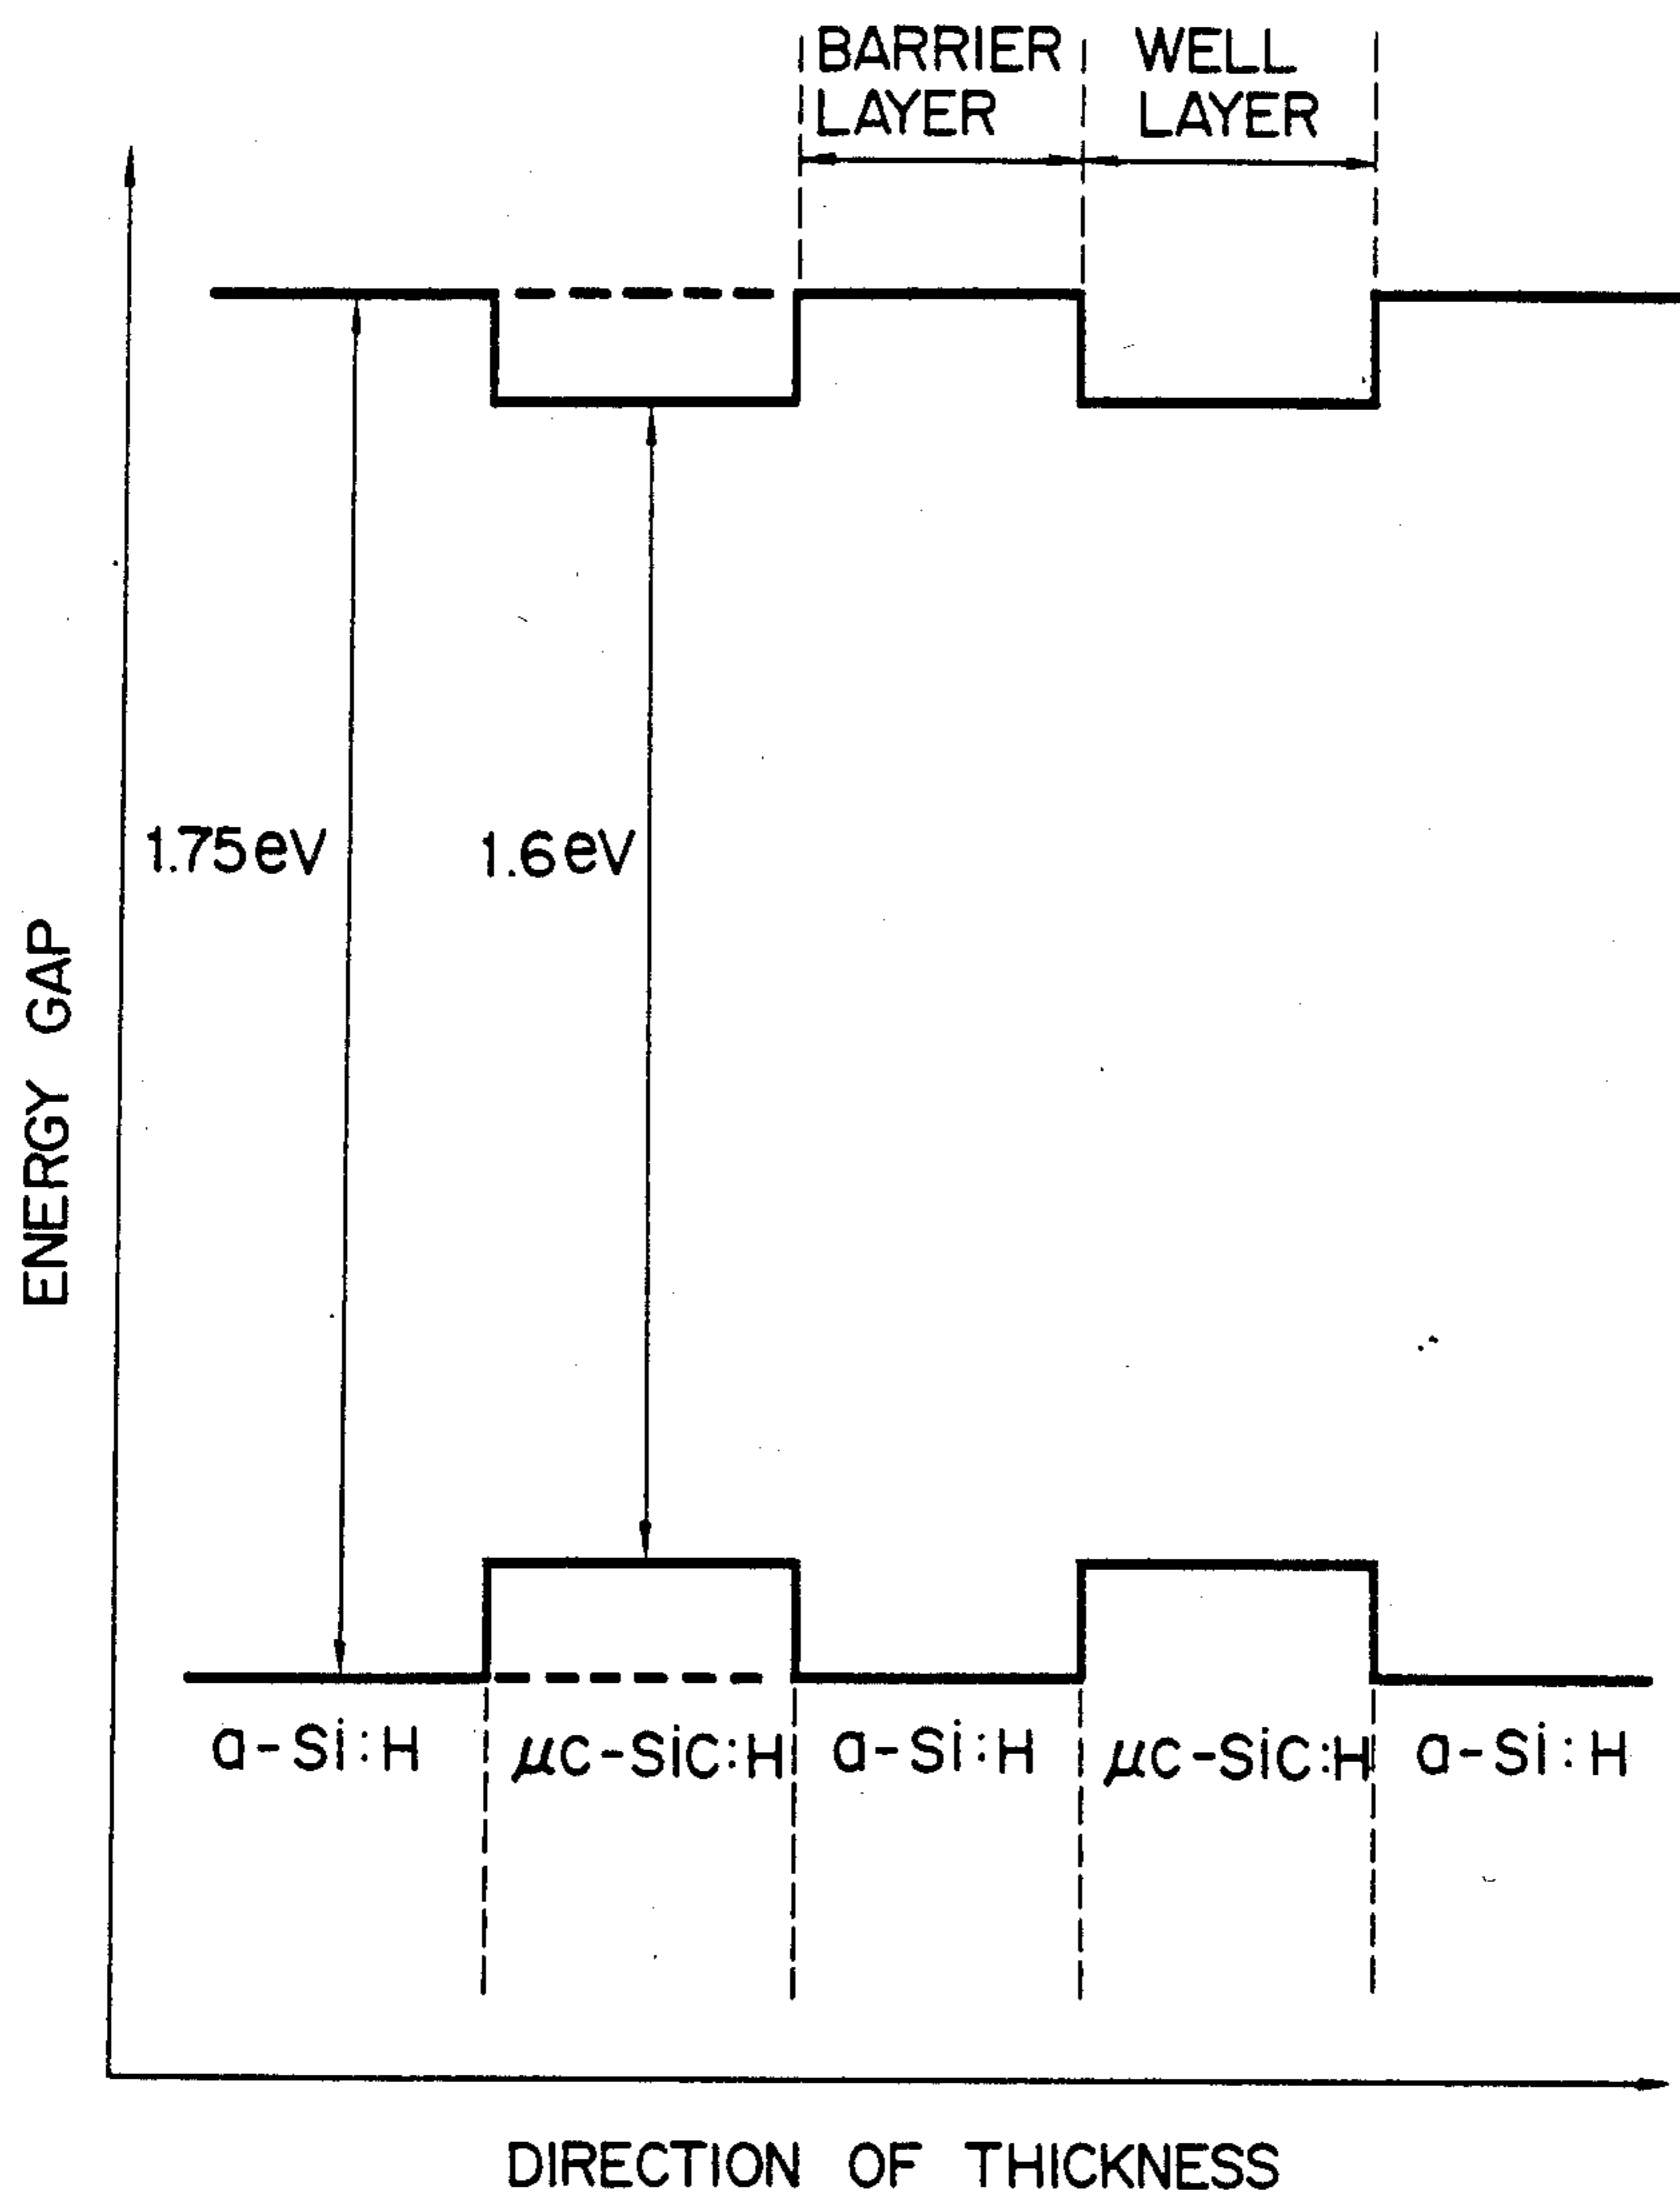 BARRIER LAYER
WELL LAYER
1.75eV
1.6eV
ENERGY GAP
a-Si:H
μc-SiC:H
a-Si:H
μc-SiC:H
a-Si:H
DIRECTION OF THICKNESS